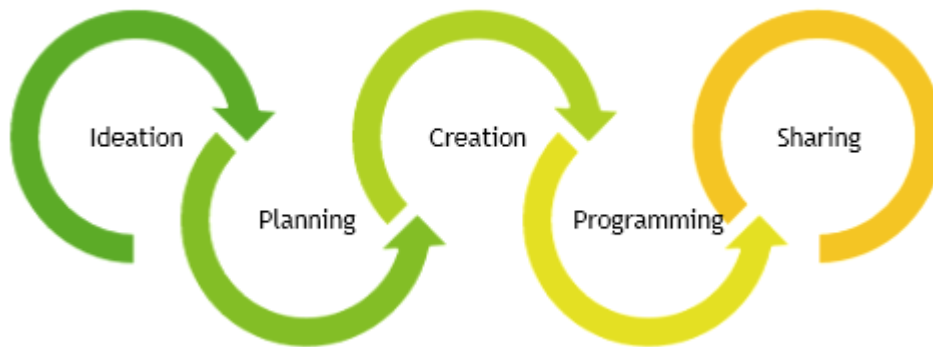 Ideation
Planning
Creation
Programming
Sharing